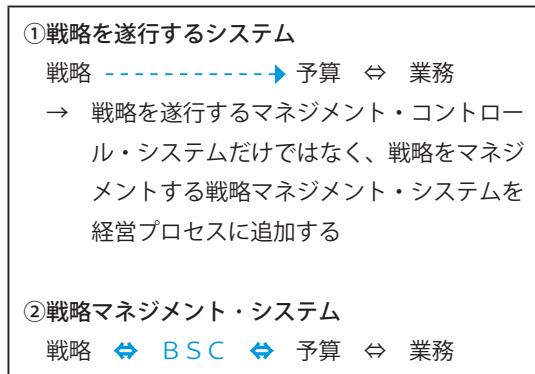 ①戦略を遂行するシステム
戦略 ------------▶ 予算 ⇔ 業務
→ 戦略を遂行するマネジメント・コントロー
ル・システムだけではなく、戦略をマネジ
メントする戦略マネジメント・システムを
経営プロセスに追加する
②戦略マネジメント・システム
戦略 ⇔ ＢＳＣ ⇔ 予算 ⇔ 業務